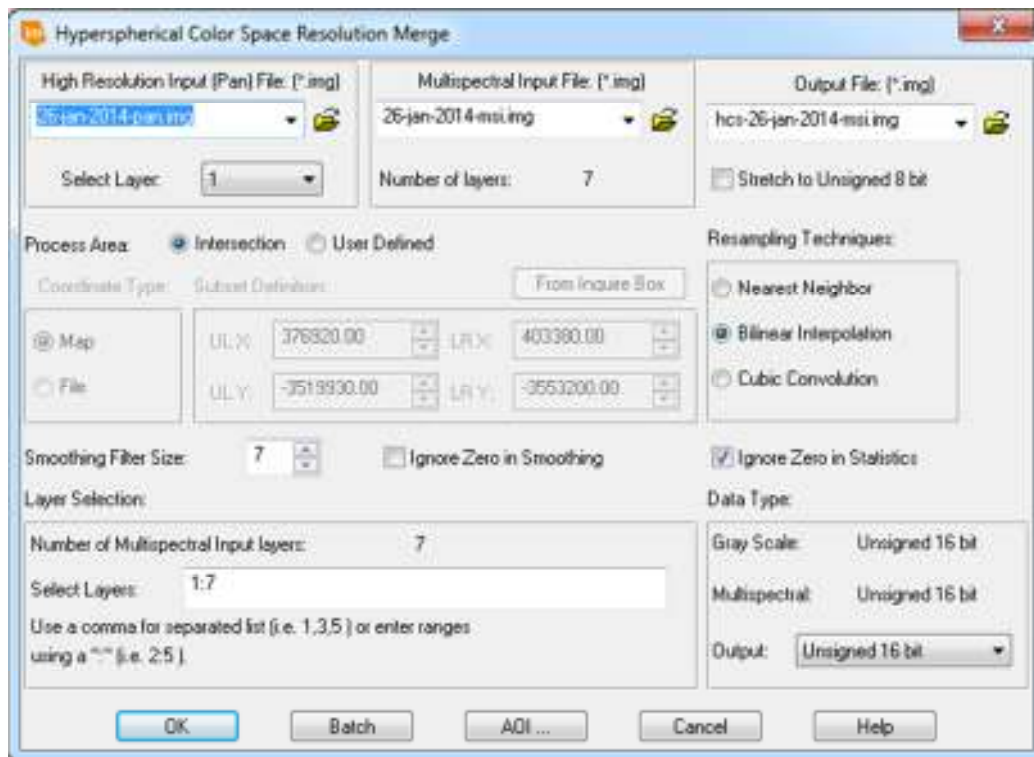 Hyperspherical Color Space Resolution Merge
High Resolution Input (Pan) File: (*.img)
26-jan-2014-pan.img
Select Layer: 1
Multispectral Input File: (*.img)
26-jan-2014-msi.img
Number of layers: 7
Output File: (*.img)
hcs-26-jan-2014-msi.img
Stretch to Unsigned 8 bit
Process Area: Intersection User Defined
Coordinate Type: Subset Definition: From Inquire Box
Map
File
UL X: 376920.00 LR X: 403380.00
UL Y: -3519930.00 LR Y: -3553200.00
Resampling Techniques:
Nearest Neighbor
Bilinear Interpolation
Cubic Convolution
Smoothing Filter Size: 7 Ignore Zero in Smoothing Ignore Zero in Statistics
Layer Selection:
Number of Multispectral Input layers: 7
Select Layers: 1:7
Use a comma for separated list (i.e. 1,3,5 ) or enter ranges
using a ":" (i.e. 2:5 ).
Data Type:
Gray Scale: Unsigned 16 bit
Multispectral: Unsigned 16 bit
Output: Unsigned 16 bit
OK Batch AOI ... Cancel Help